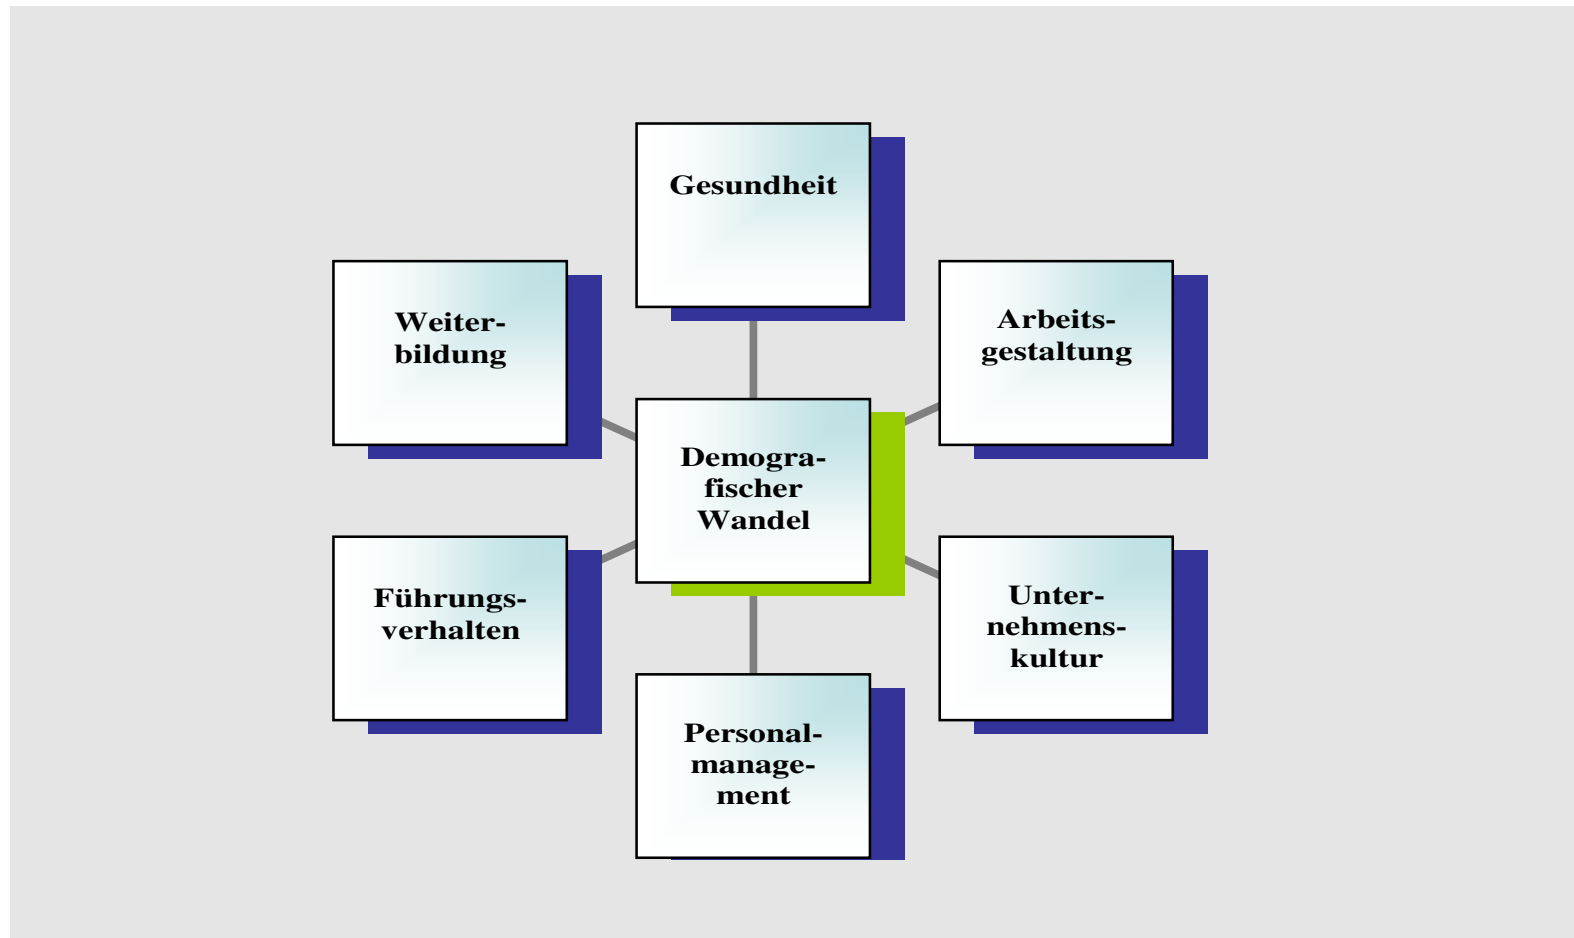 Gesundheit
Weiter-
bildung
Arbeits-
gestaltung
Demogra-
fischer
Wandel
Führungs-
verhalten
Unter-
nehmens-
kultur
Personal-
manage-
ment